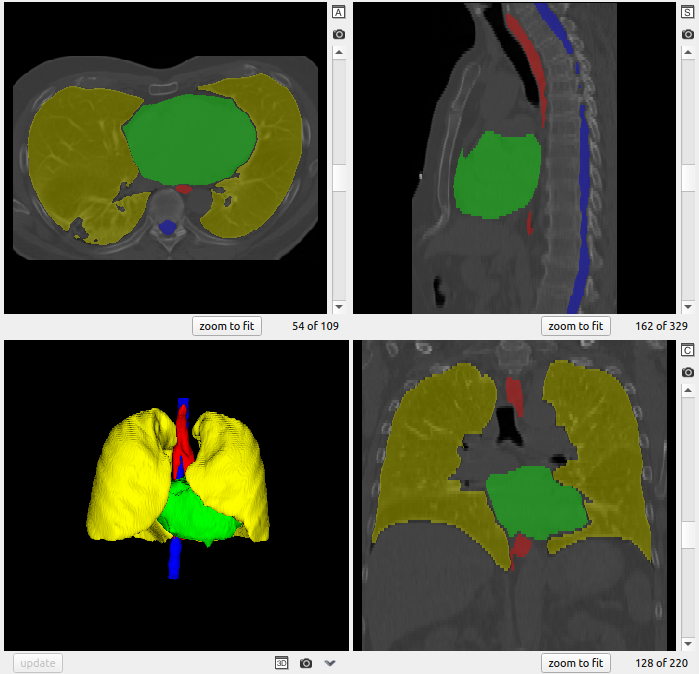 A
S
zoom to fit 54 of 109
zoom to fit 162 of 329
C
update 3D
zoom to fit 128 of 220